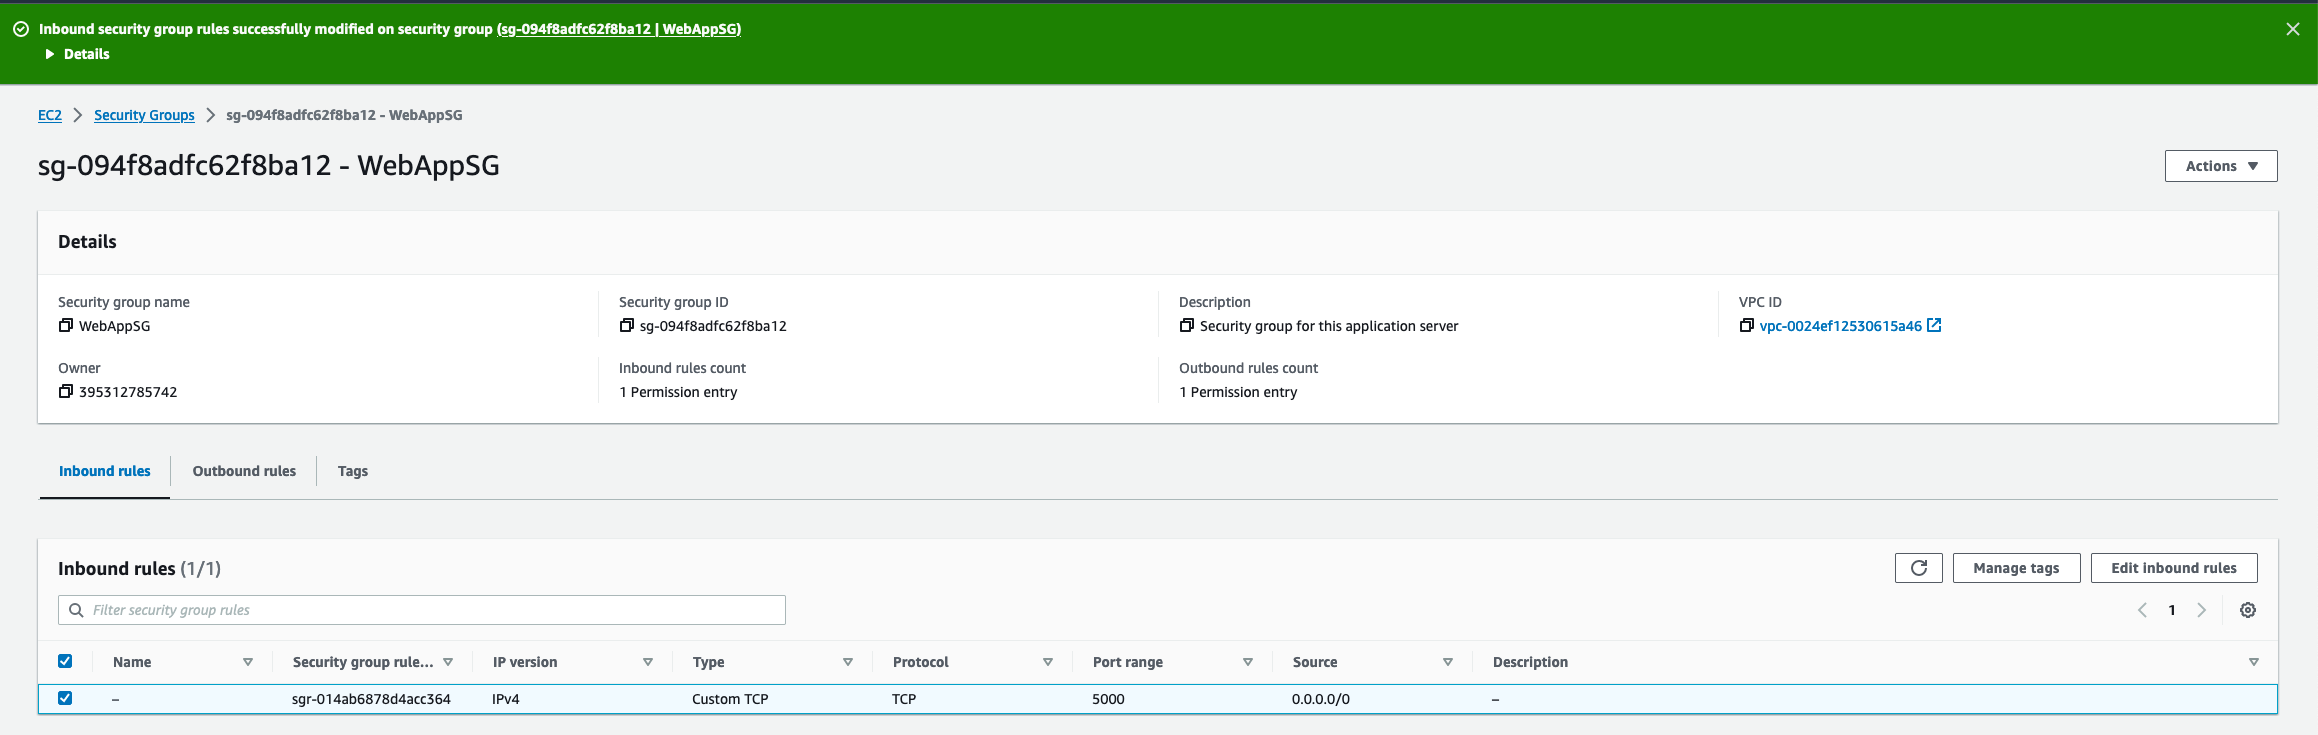 Inbound security group rules successfully modified on security group (sg-094f8adfc62f8ba12 | WebAppSG)
Details
EC2 Security Groups sg-094f8adfc62f8ba12 - WebAppSG
sg-094f8adfc62f8ba12 - WebAppSG
Actions
Details
Security group name Security group ID Description VPC ID
WebAppSG sg-094f8adfc62f8ba12 Security group for this application server vpc-0024ef12530615a46
Owner Inbound rules count Outbound rules count
395312785742 1 Permission entry 1 Permission entry
Inbound rules Outbound rules Tags
Inbound rules (1/1) Manage tags Edit inbound rules
Filter security group rules 1
Name Security group rule... IP version Type Protocol Port range Source Description
– sgr-014ab6878d4acc364 IPv4 Custom TCP TCP 5000 0.0.0.0/0 –